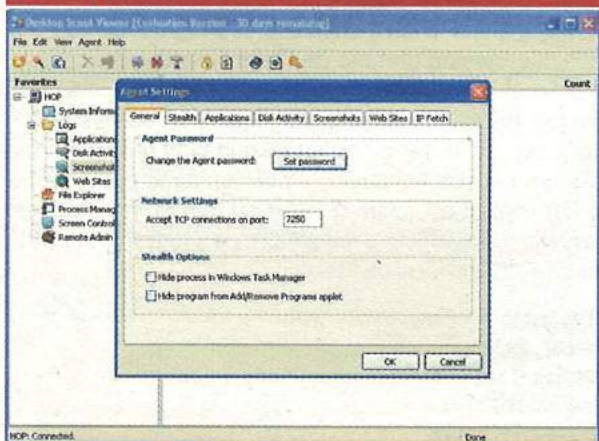 Desktop Scout Viewer [Evaluation Version - 30 days remaining]
File Edit View Agent Help
Favorites
Count
HOP
System Inform
Logs
Application
Disk Activit
Screenshot
Web Sites
File Explorer
Process Manag
Screen Control
Remote Admin
Agent Settings
General Stealth Applications Disk Activity Screenshots Web Sites IP Fetch
Agent Password
Change the Agent password:
Set password
Network Settings
Accept TCP connections on port:
7250
Stealth Options
Hide process in Windows Task Manager
Hide program from Add/Remove Programs applet
OK
Cancel
HOP: Connected.
Done